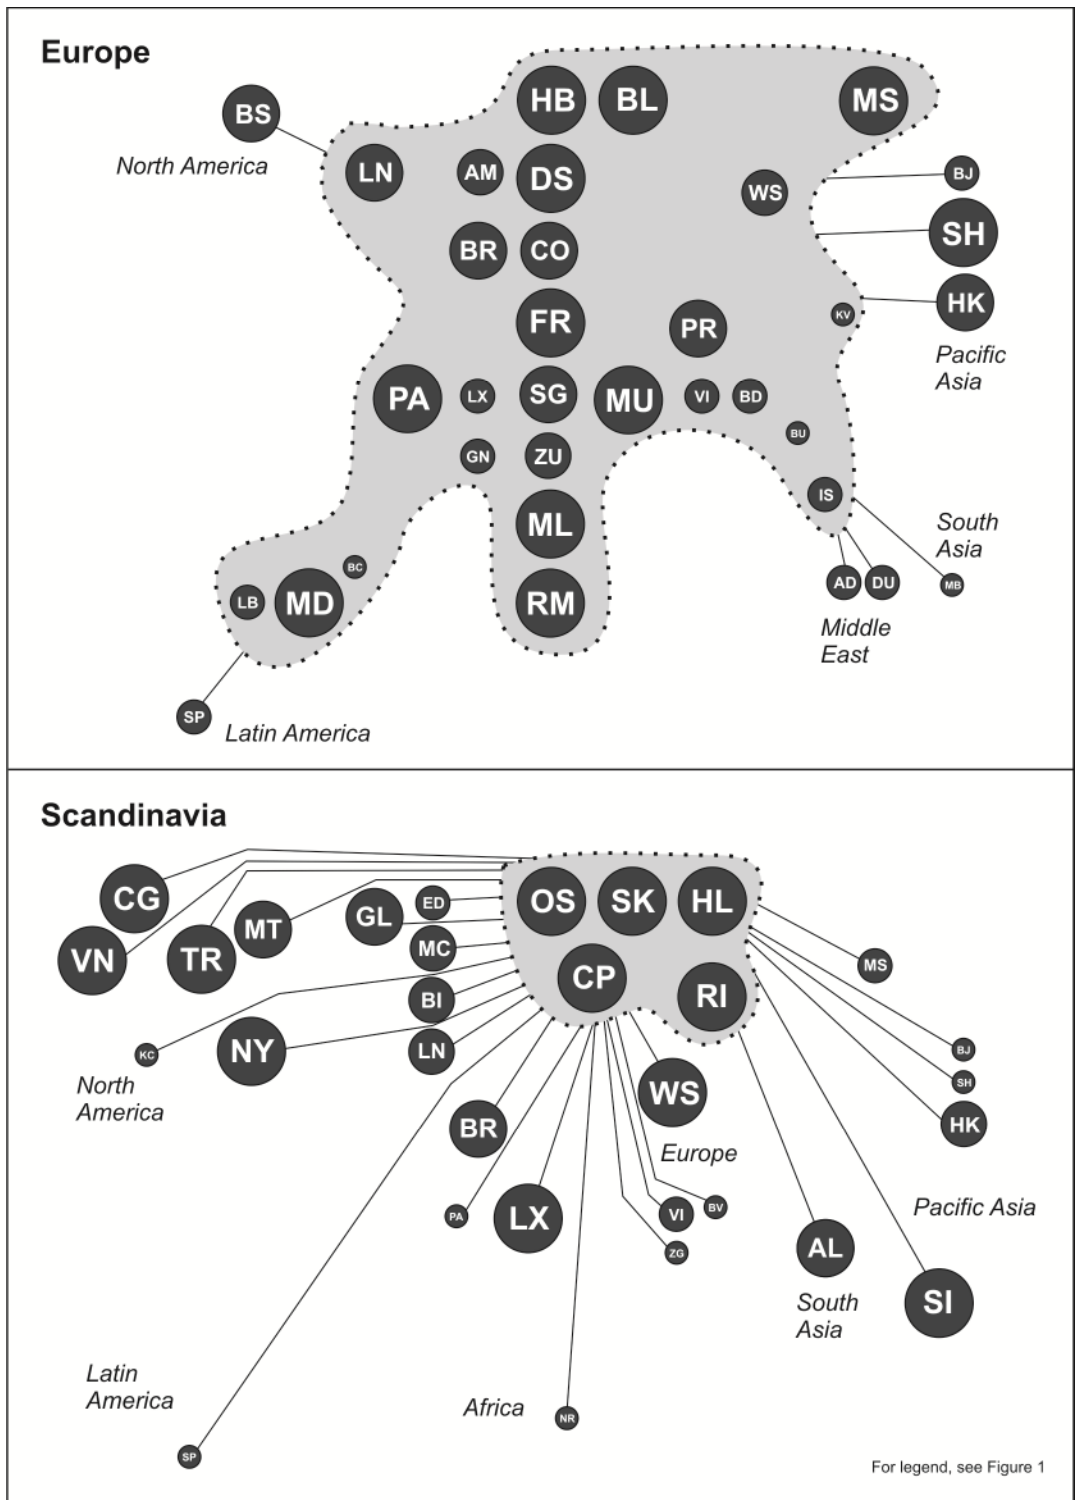 Europe
HB BL MS
BS
North America
LN AM DS WS BJ
BR CO SH
HK
FR PR KV
Pacific
Asia
PA LX SG MU VI BD
BU
GN ZU
IS
ML
South
Asia
BC
LB MD RM AD DU MB
Middle
East
SP
Latin America
Scandinavia
CG GL ED OS SK HL
MT
VN TR MC MS
CP
BI RI
KC NY LN BJ
North
America
SH
WS
BR HK
Europe
PA LX VI BV Pacific Asia
ZG AL
South
Asia
SI
Latin
America
Africa NR
SP
For legend, see Figure 1